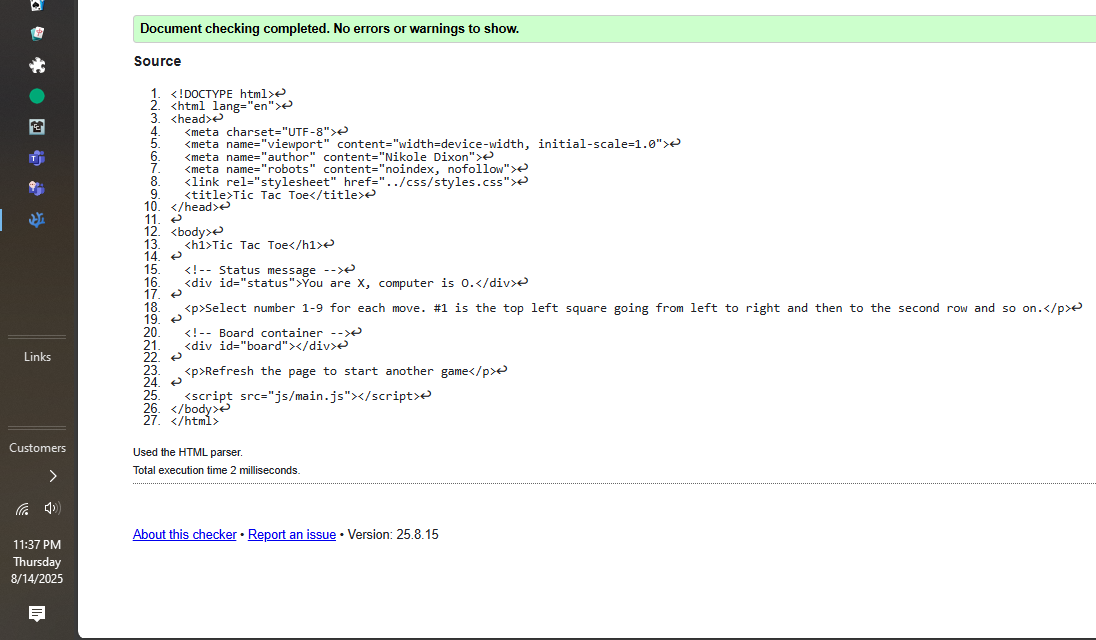 Document checking completed. No errors or warnings to show.
Source
1. <!DOCTYPE html>↩
2. <html lang="en">↩
3. <head>↩
4.   <meta charset="UTF-8">↩
5.   <meta name="viewport" content="width=device-width, initial-scale=1.0">↩
6.   <meta name="author" content="Nikole Dixon">↩
7.   <meta name="robots" content="noindex, nofollow">↩
8.   <link rel="stylesheet" href="../css/styles.css">↩
9.   <title>Tic Tac Toe</title>↩
10. </head>↩
11. ↩
12. <body>↩
13.   <h1>Tic Tac Toe</h1>↩
14. ↩
15.   <!-- Status message -->↩
16.   <div id="status">You are X, computer is O.</div>↩
17. ↩
18.   <p>Select number 1-9 for each move. #1 is the top left square going from left to right and then to the second row and so on.</p>↩
19. ↩
20.   <!-- Board container -->↩
21.   <div id="board"></div>↩
22. ↩
23.   <p>Refresh the page to start another game</p>↩
24. ↩
25.   <script src="js/main.js"></script>↩
26. </body>↩
27. </html>
Used the HTML parser.
Total execution time 2 milliseconds.
About this checker • Report an issue • Version: 25.8.15
Links
Customers
11:37 PM
Thursday
8/14/2025